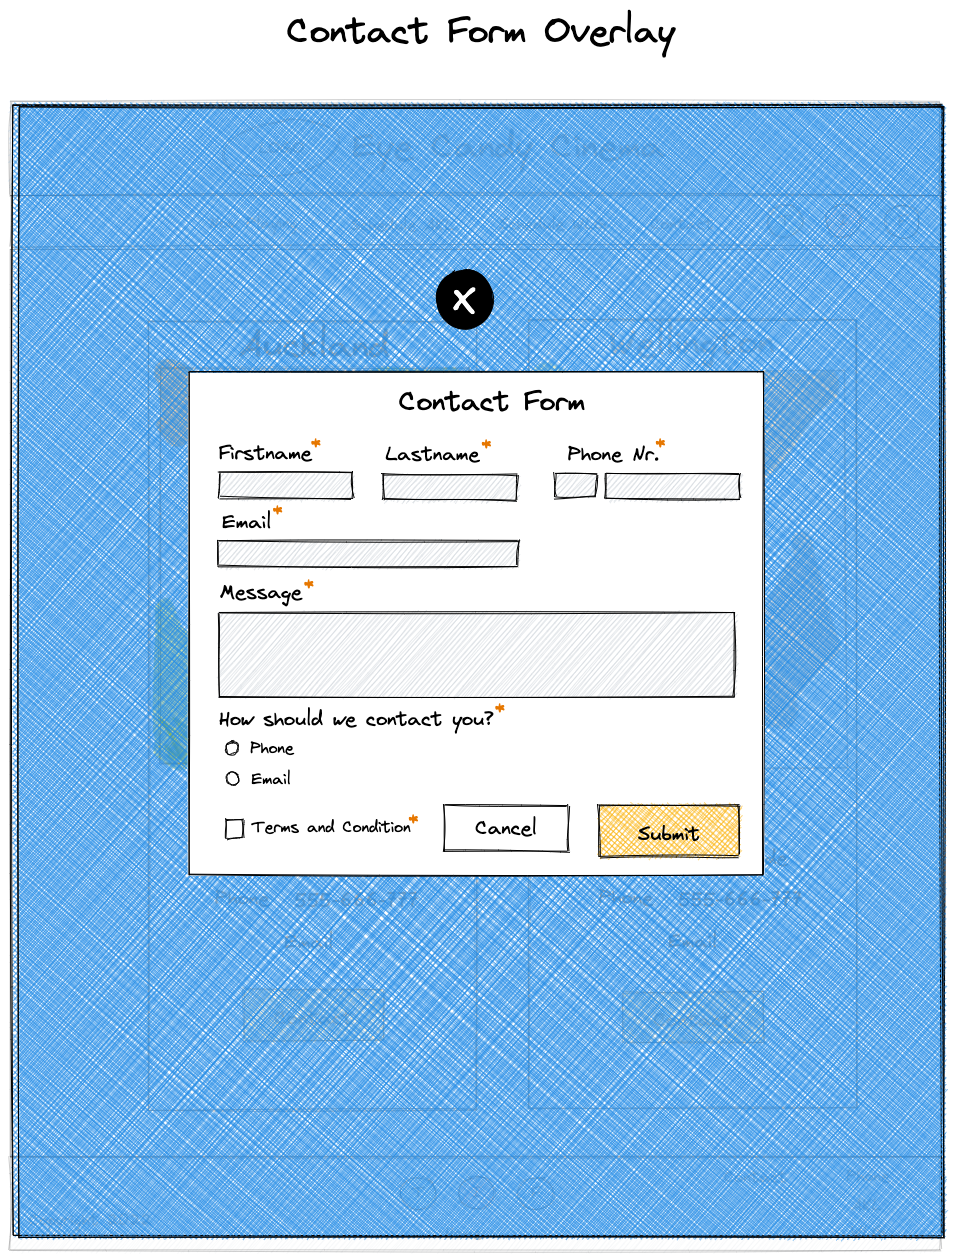 Contact Form Overlay
LOGO Eye Candy Cinema
X
Auckland Wellington
Contact Form
Firstname* Lastname* Phone Nr.*
Email*
Message*
How should we contact you?*
Phone
Email
Terms and Condition* Cancel Submit
Phone 555-666-777 Phone 555-666-777
Email Email